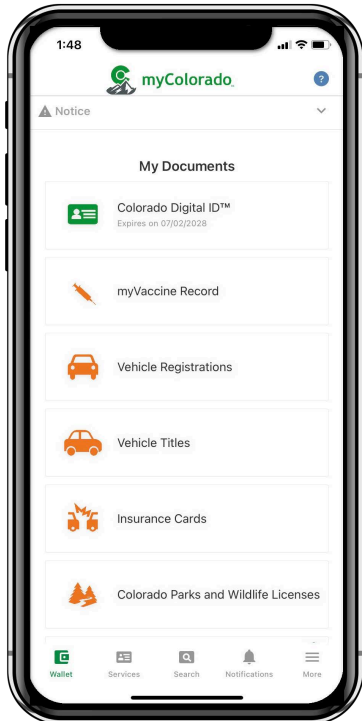 1:48
myColorado
?
Notice
My Documents
Colorado Digital ID™
Expires on 07/02/2028
myVaccine Record
Vehicle Registrations
Vehicle Titles
Insurance Cards
Colorado Parks and Wildlife Licenses
Wallet Services Search Notifications More